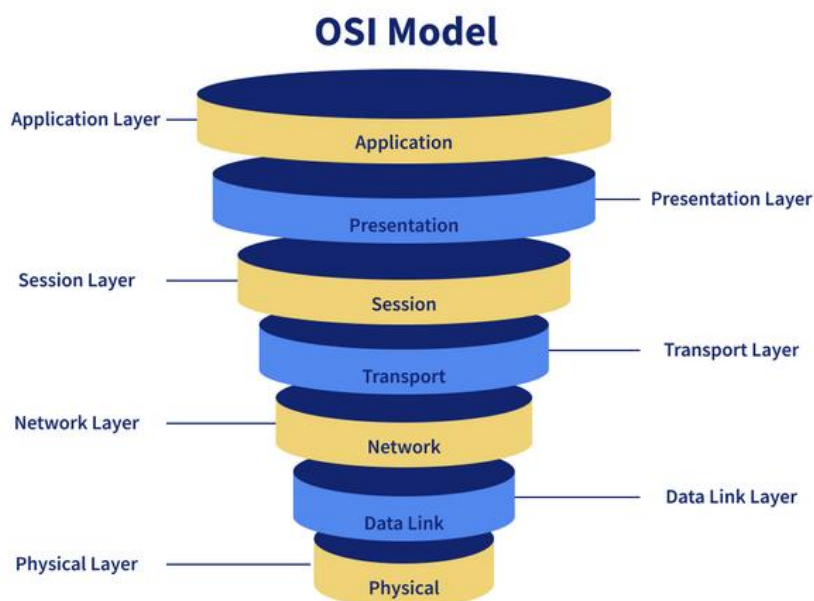 OSI Model
Application Layer
Application
Presentation Layer
Presentation
Session Layer
Session
Transport Layer
Transport
Network Layer
Network
Data Link Layer
Data Link
Physical Layer
Physical